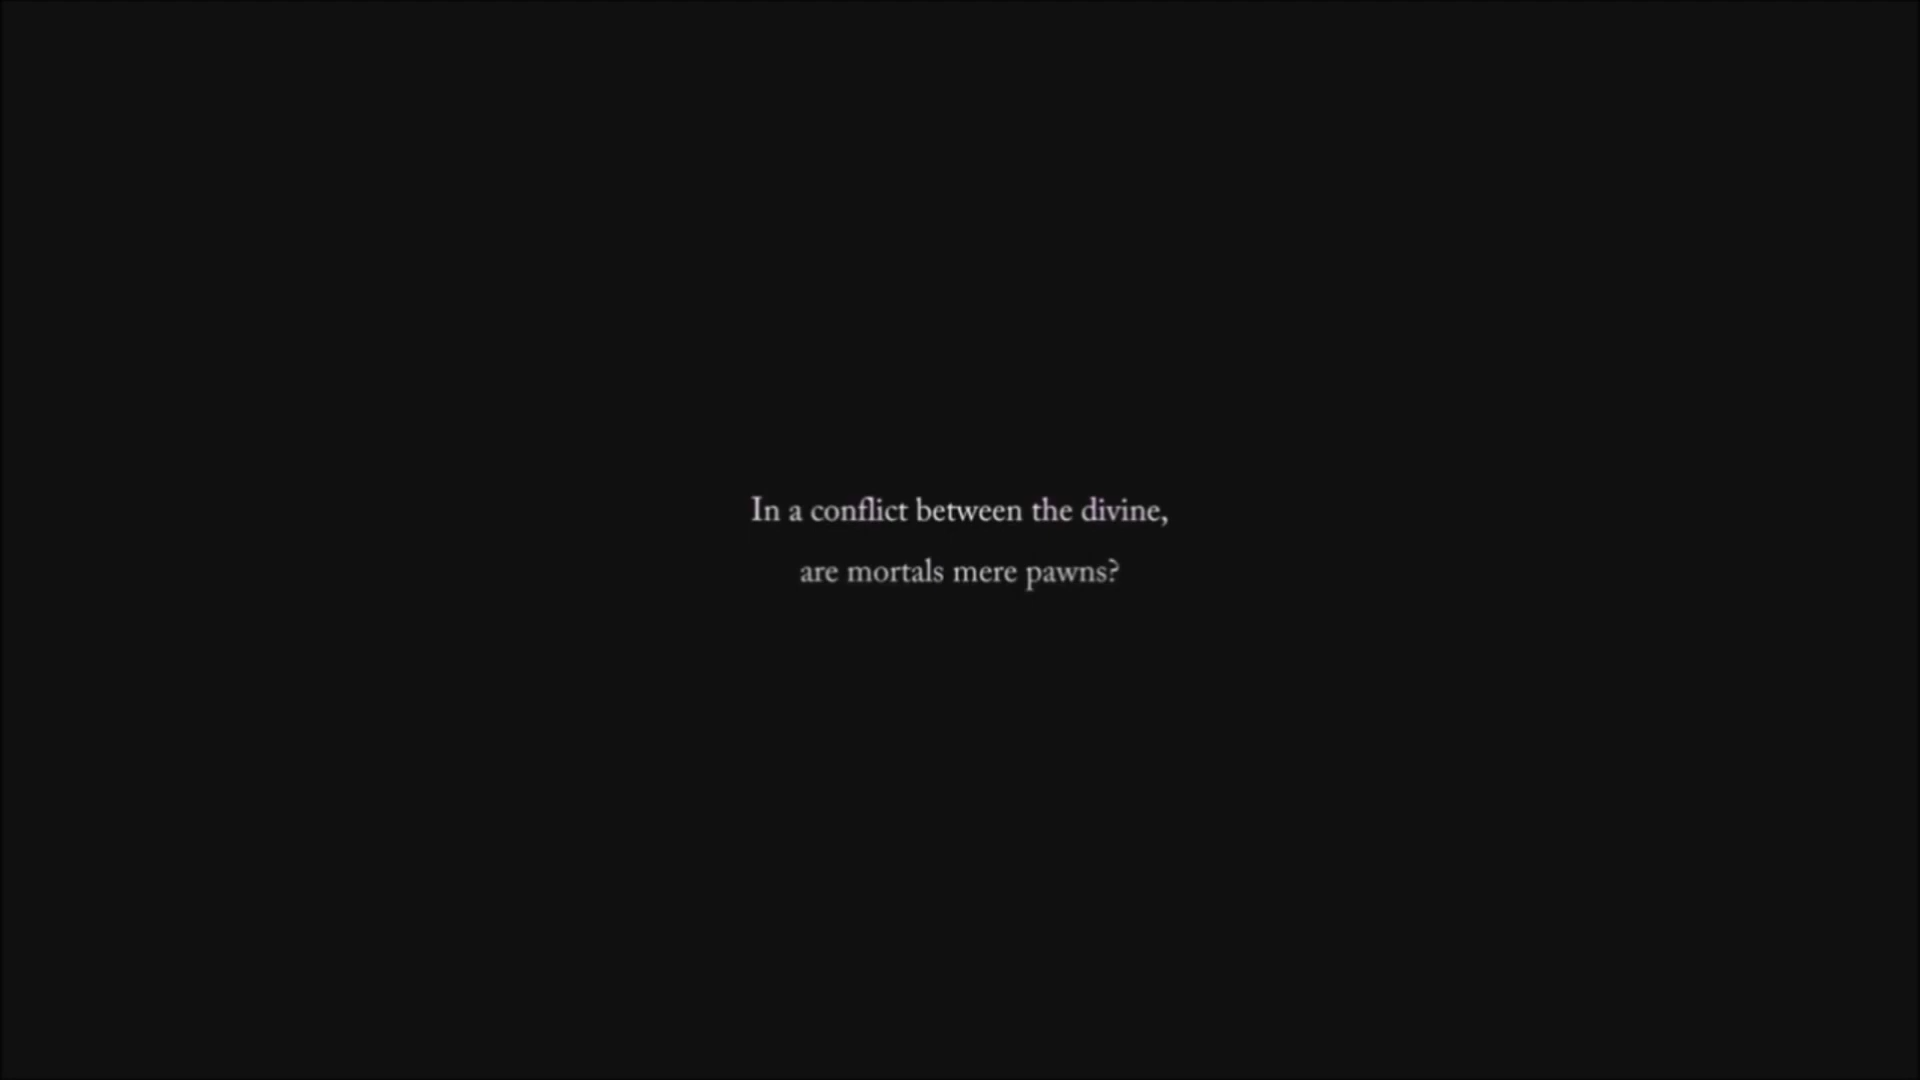 In a conflict between the divine,
are mortals mere pawns?